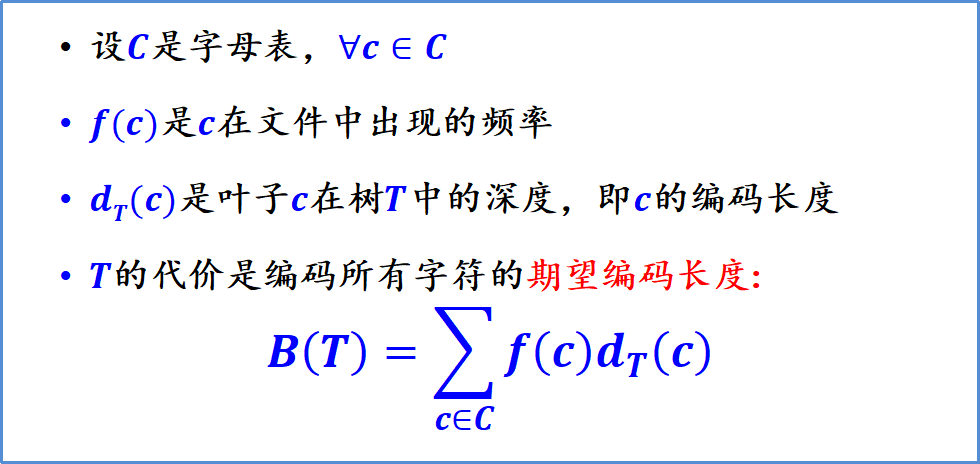 • 设C是字母表，∀c ∈ C
• f(c)是c在文件中出现的频率
• d_T(c)是叶子c在树T中的深度，即c的编码长度
• T的代价是编码所有字符的期望编码长度:
B(T) = ∑_{c∈C} f(c)d_T(c)